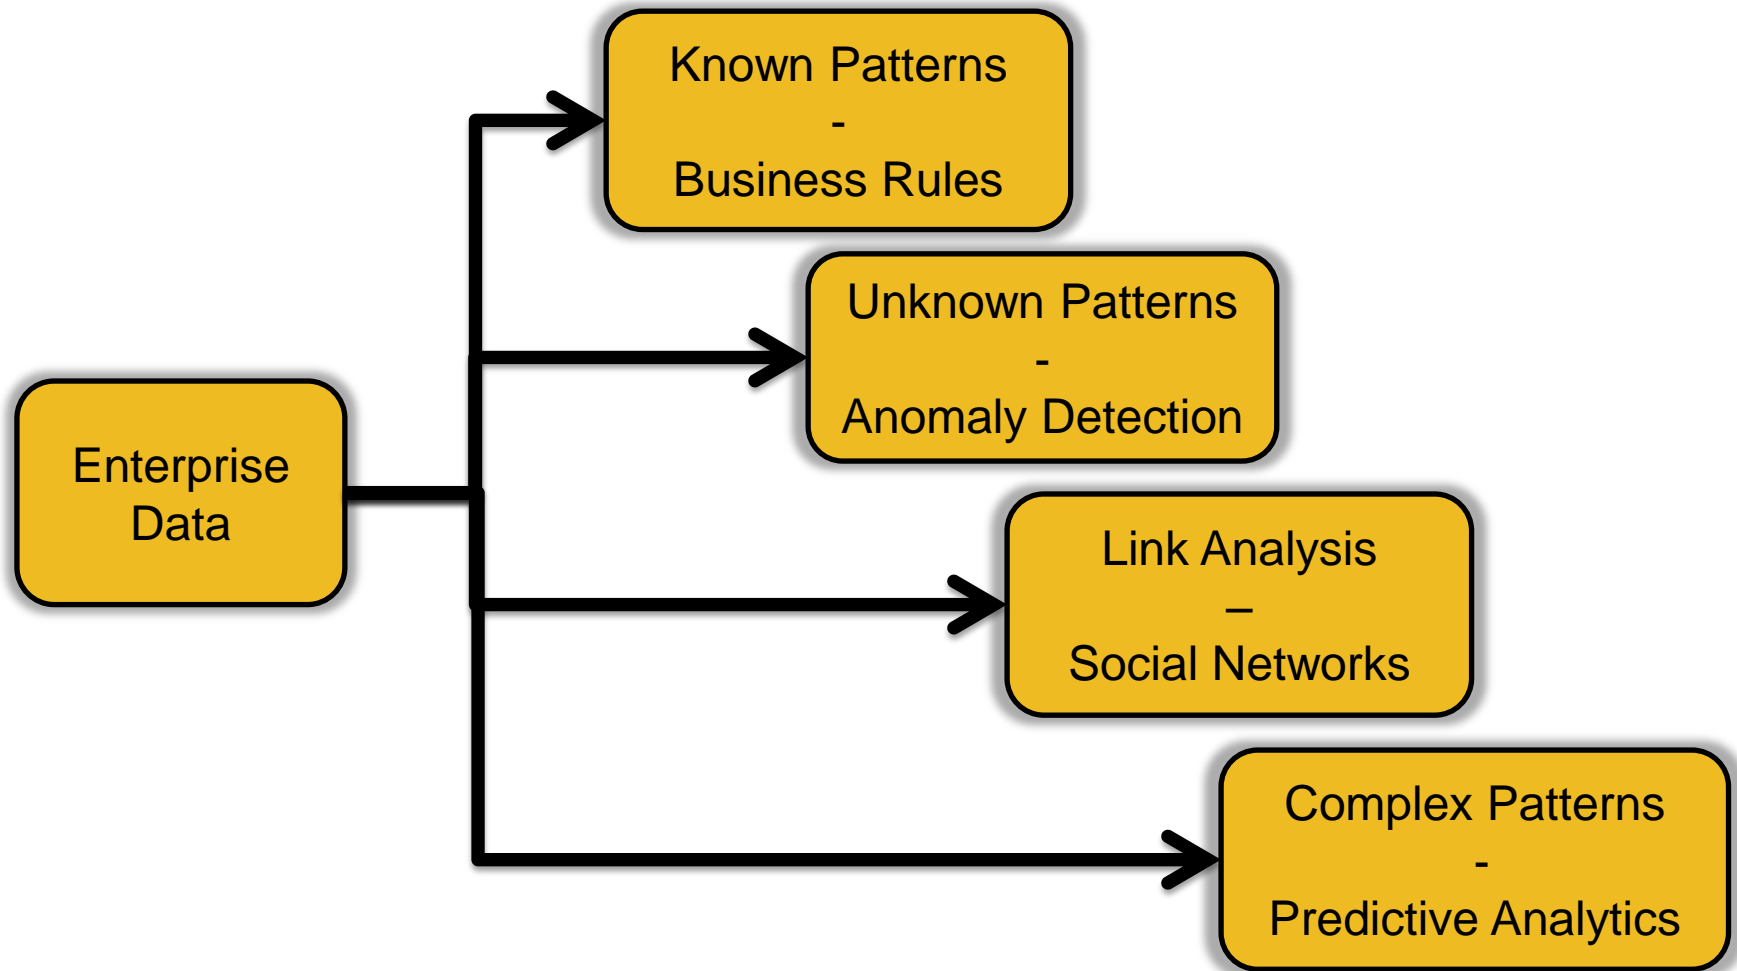 Known Patterns
-
Business Rules
Unknown Patterns
-
Anomaly Detection
Enterprise
Data
Link Analysis
–
Social Networks
Complex Patterns
-
Predictive Analytics